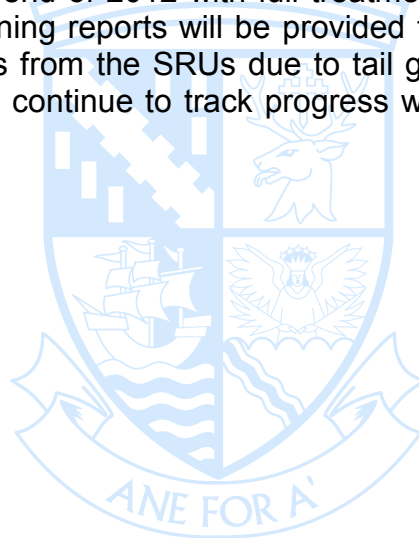 end of 2012 with full treatment
ning reports will be provided
s from the SRUs due to tail g
continue to track progress w
ANE FOR A'